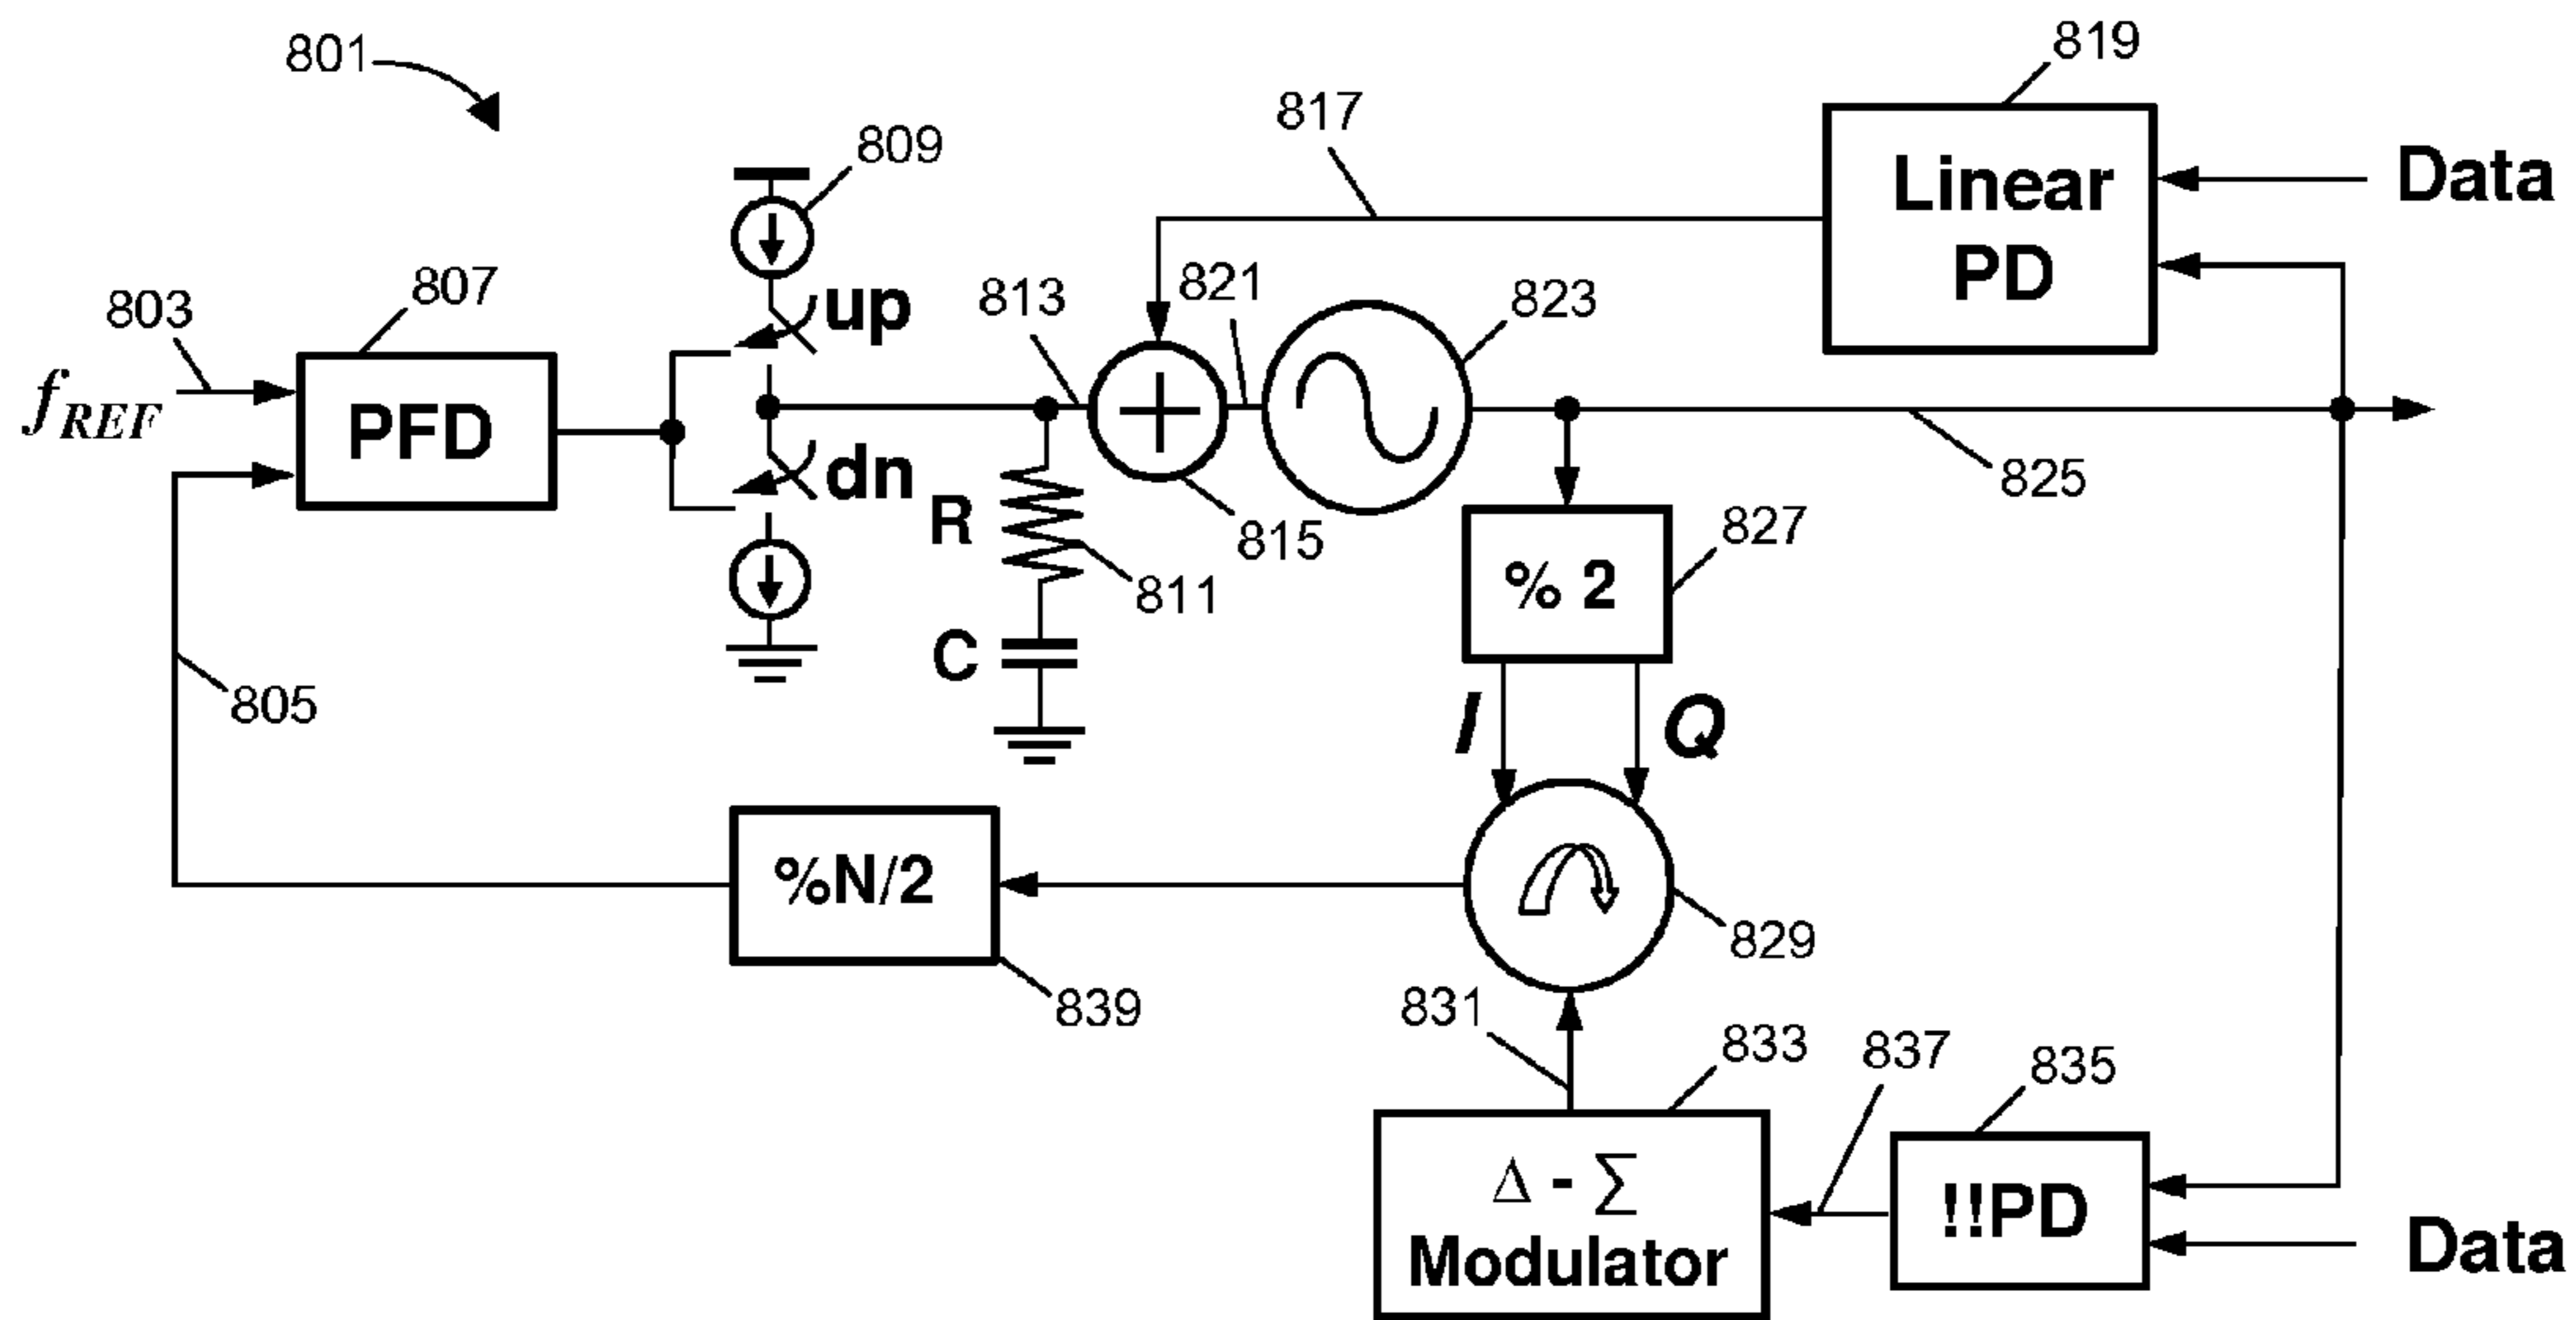 801
819
817
809
Linear
PD
Data
803
807
up
813
821
823
f_REF
PFD
dn
R
815
825
827
811
% 2
C
805
I
Q
%N/2
829
839
831
833
837
835
Δ - Σ
Modulator
!!PD
Data